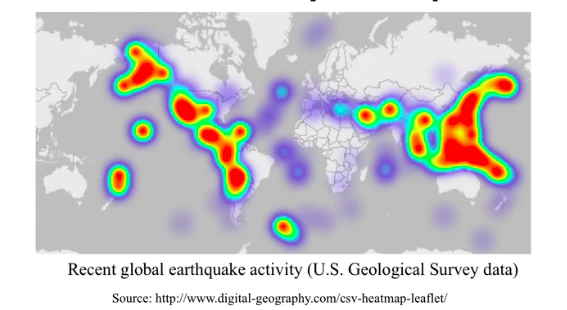 Recent global earthquake activity (U.S. Geological Survey data)
Source: http://www.digital-geography.com/csv-heatmap-leaflet/